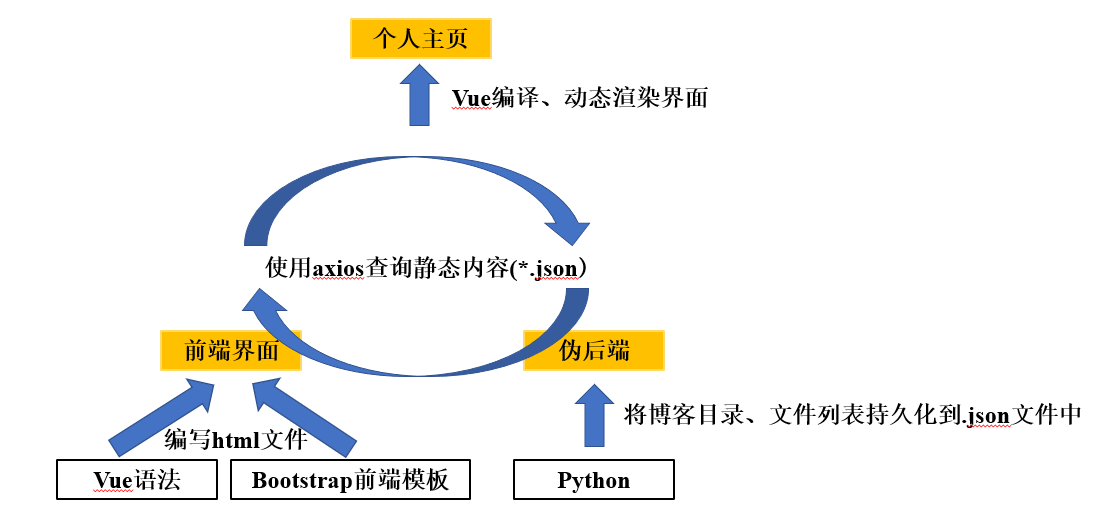 个人主页
Vue编译、动态渲染界面
使用axios查询静态内容(*.json)
前端界面
伪后端
将博客目录、文件列表持久化到.json文件中
编写html文件
Vue语法
Bootstrap前端模板
Python